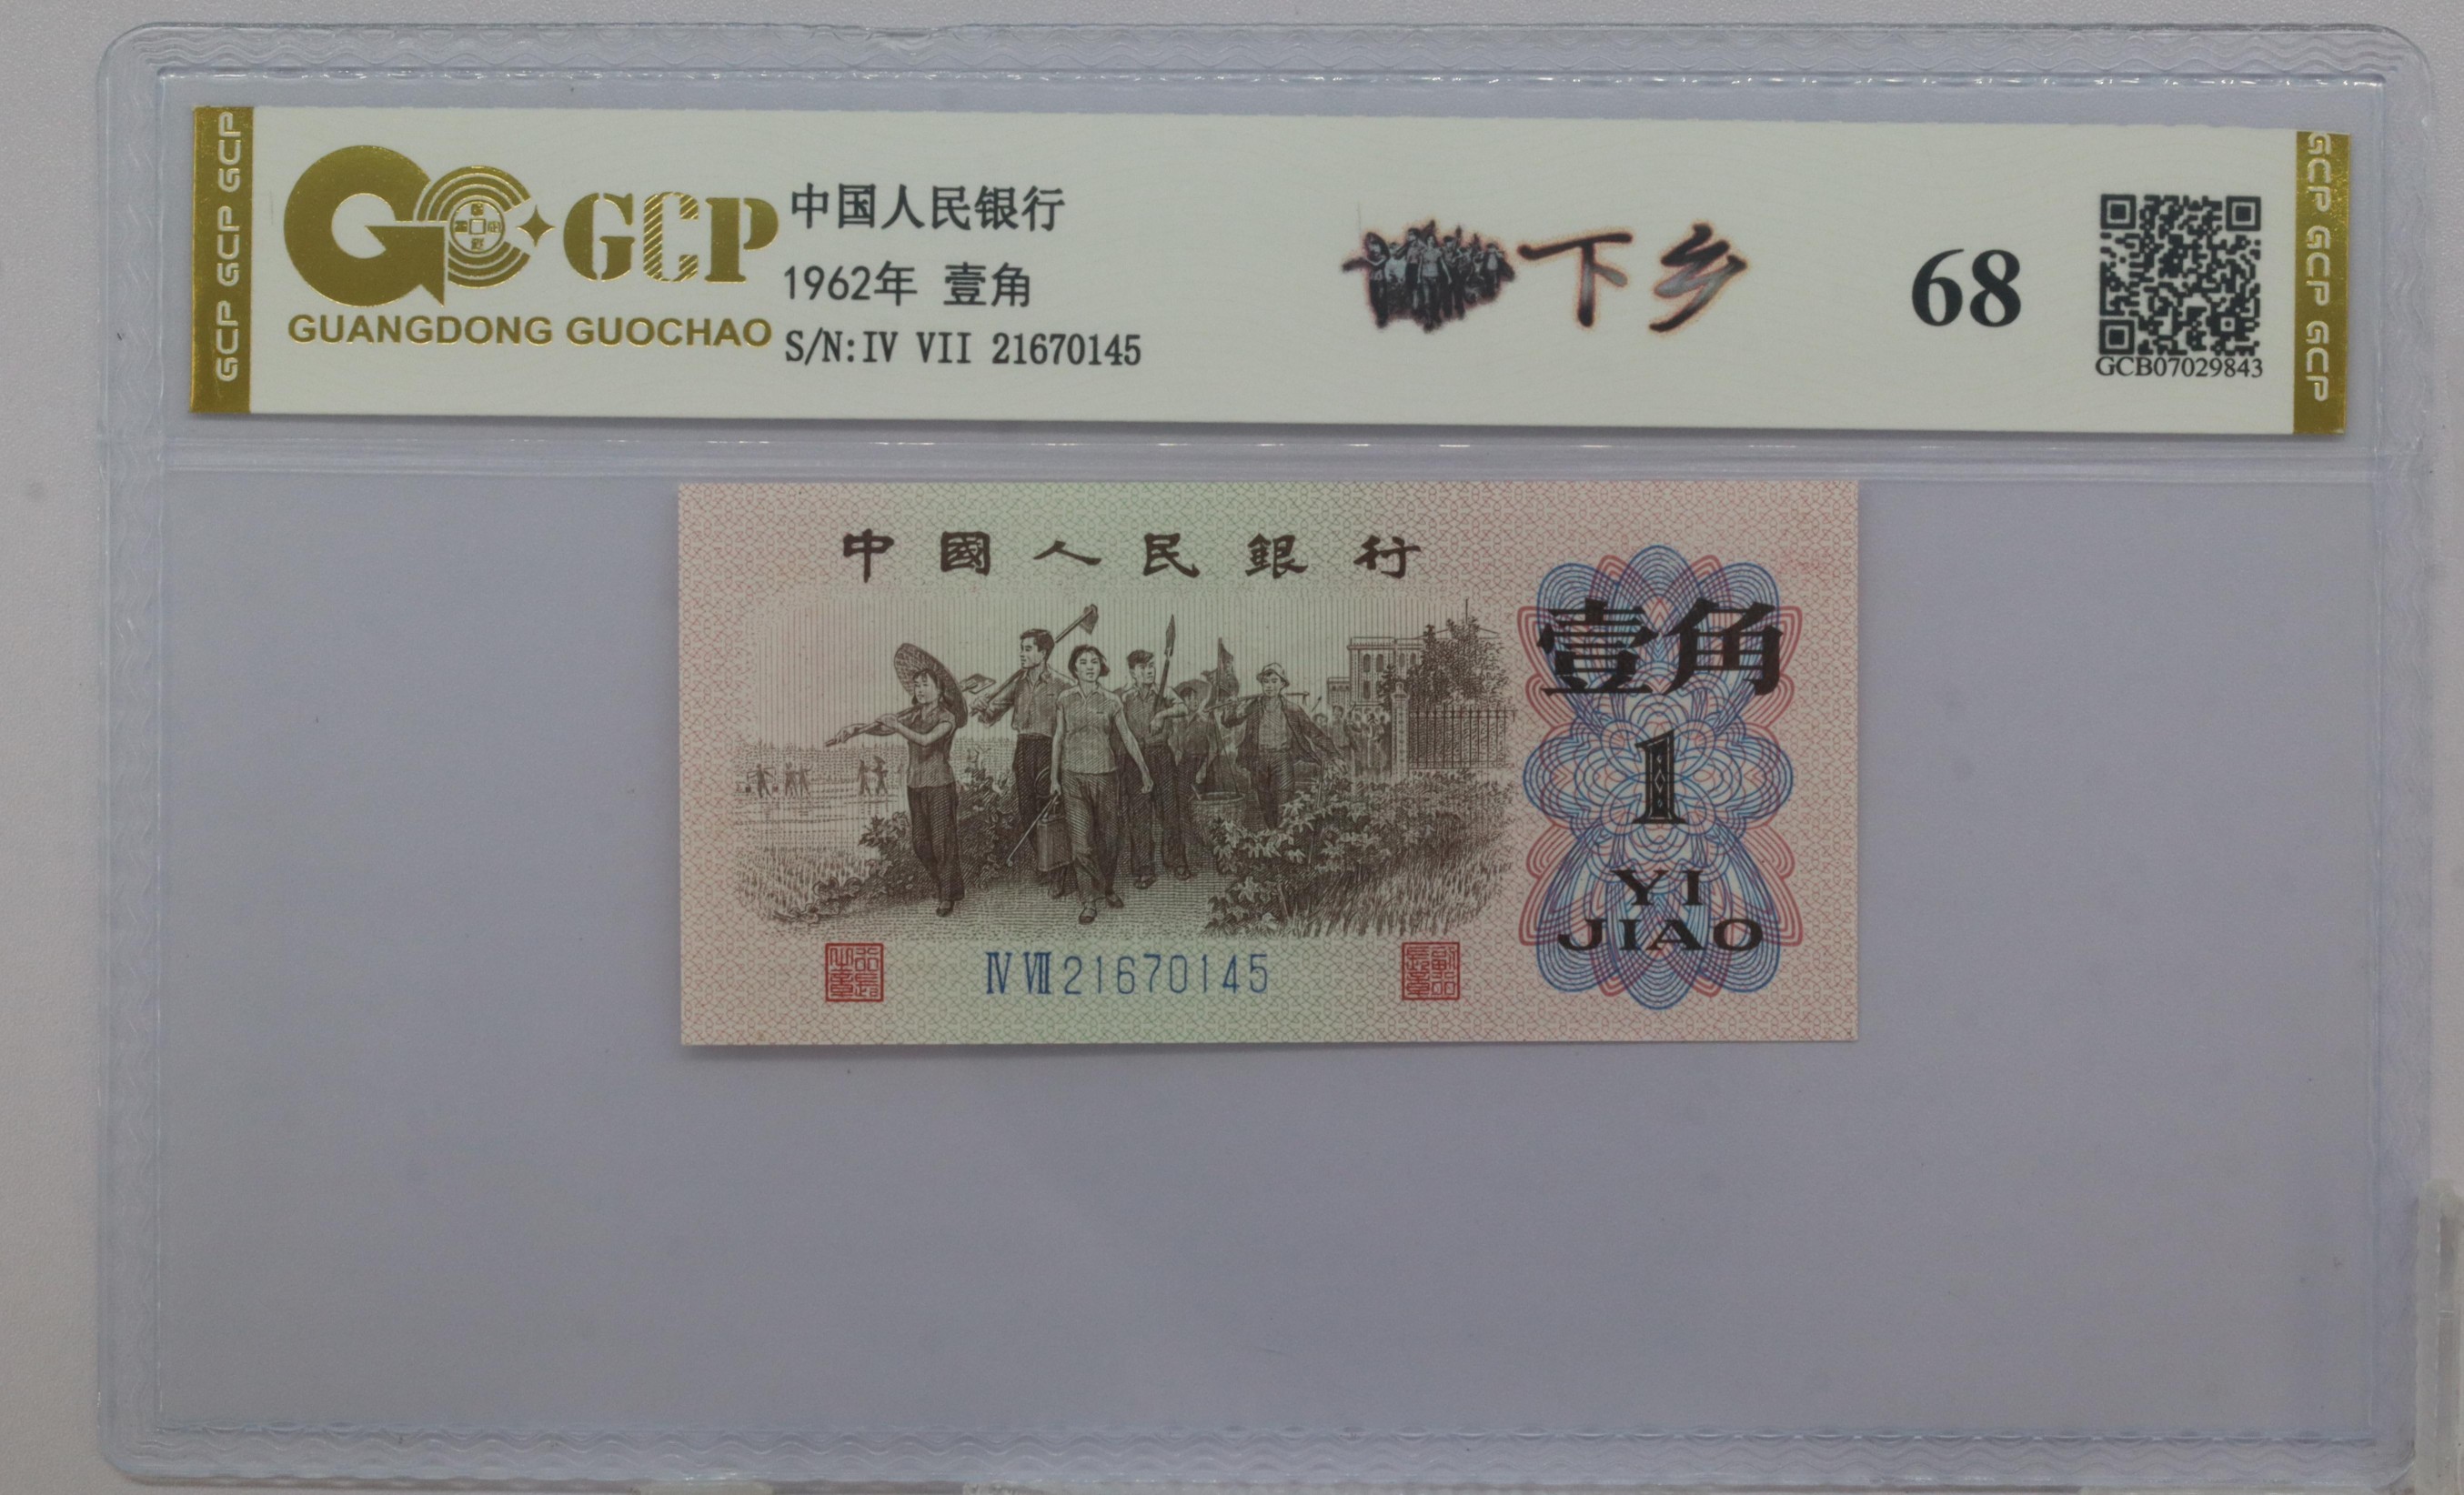 GCP GCP GCP
GCP
GUANGDONG GUOCHAO
中国人民银行
1962年 壹角
S/N:IV VII 21670145
下乡
68
GCB07029843
GCP GCP GCP
中國人民銀行
壹角
1
YI
JIAO
Ⅳ Ⅶ 21670145